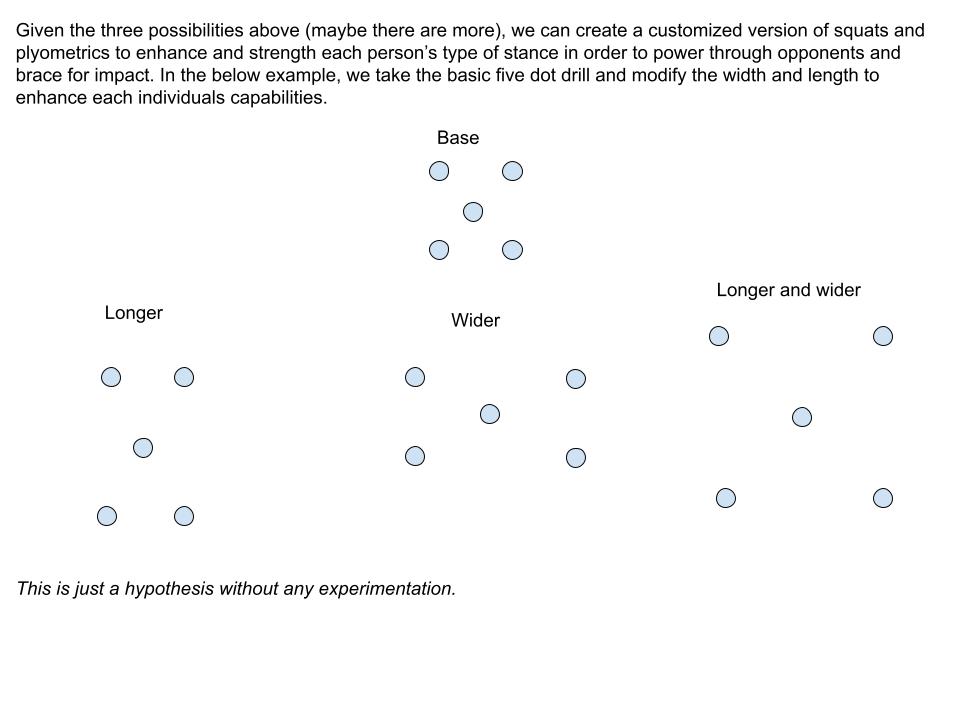 Given the three possibilities above (maybe there are more), we can create a customized version of squats and
plyometrics to enhance and strength each person's type of stance in order to power through opponents and
brace for impact. In the below example, we take the basic five dot drill and modify the width and length to
enhance each individuals capabilities.
Base
Longer
Wider
Longer and wider
This is just a hypothesis without any experimentation.